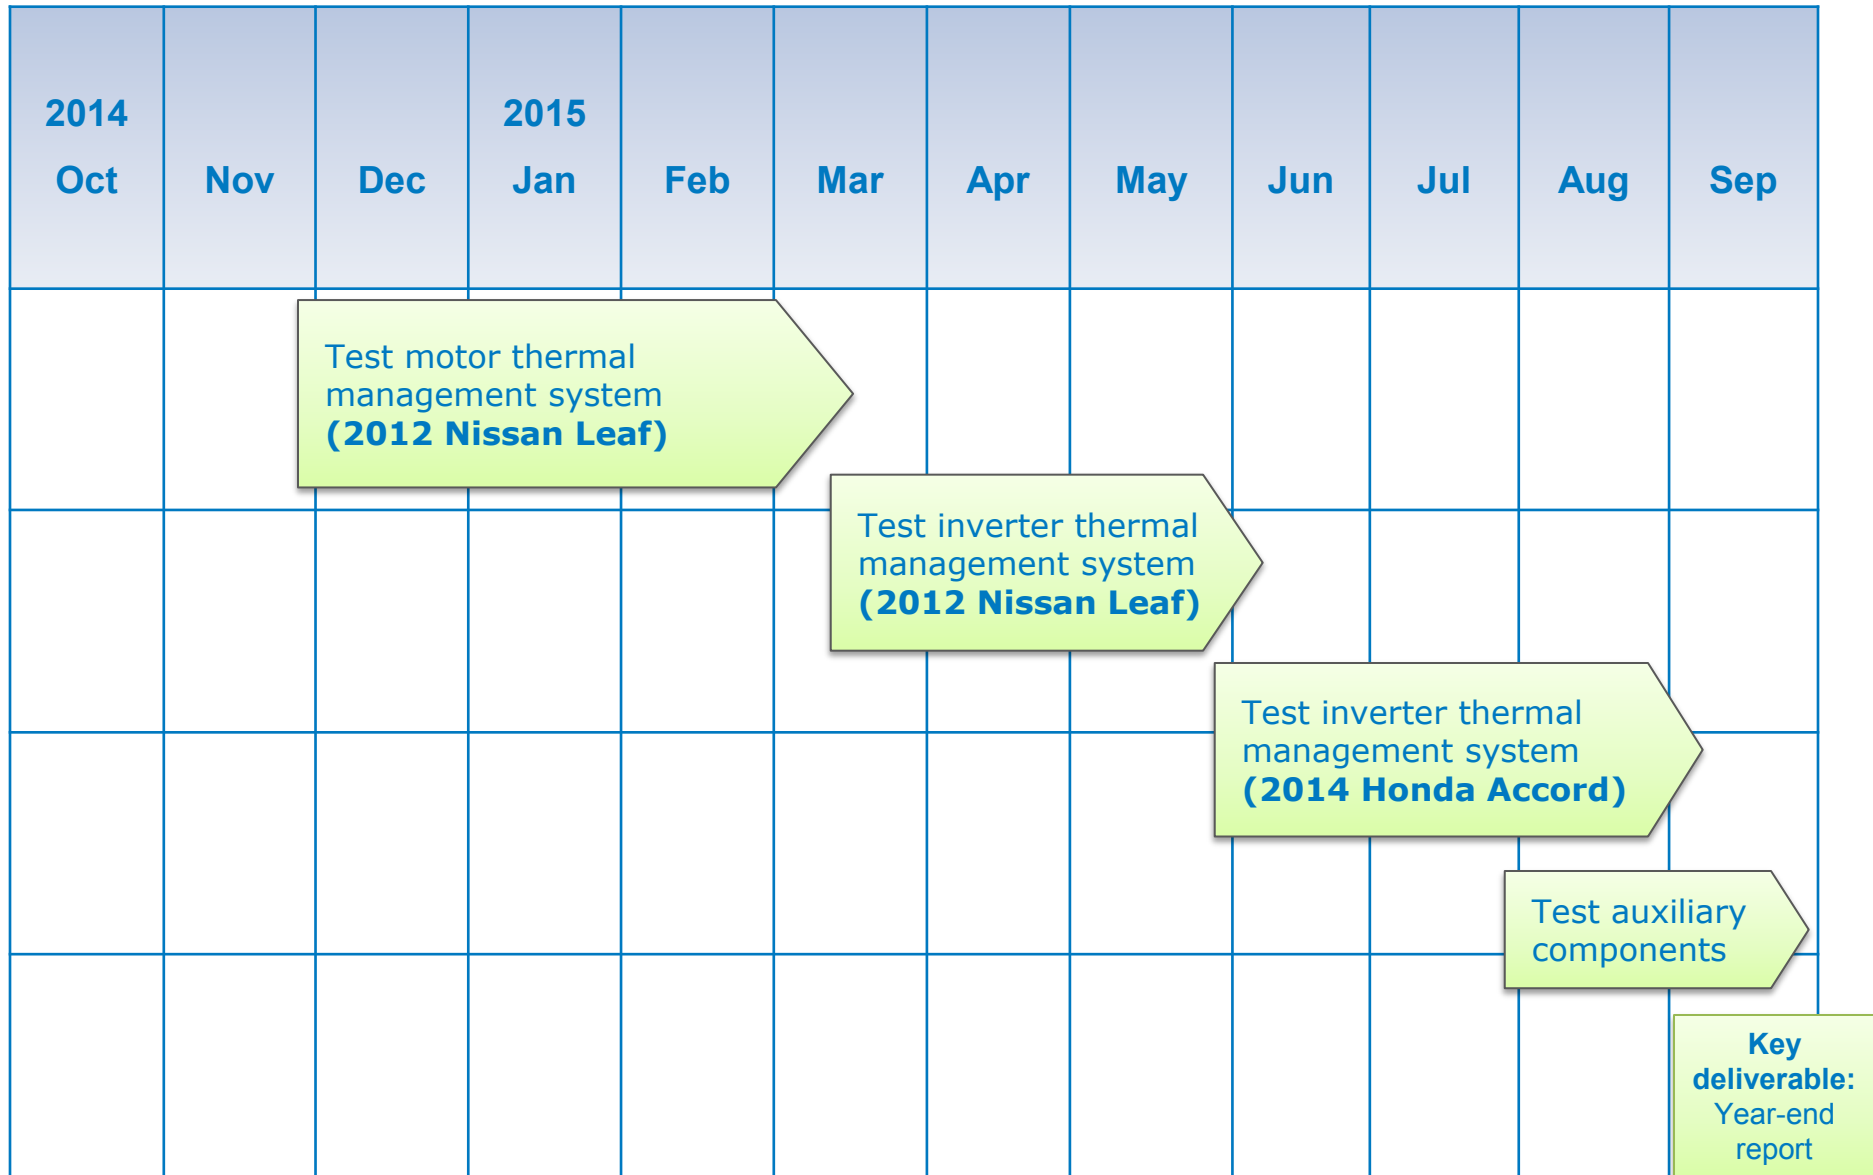 2014
Oct
Nov
Dec
2015
Jan
Feb
Mar
Apr
May
Jun
Jul
Aug
Sep
Test motor thermal
management system
(2012 Nissan Leaf)
Test inverter thermal
management system
(2012 Nissan Leaf)
Test inverter thermal
management system
(2014 Honda Accord)
Test auxiliary
components
Key
deliverable:
Year-end
report